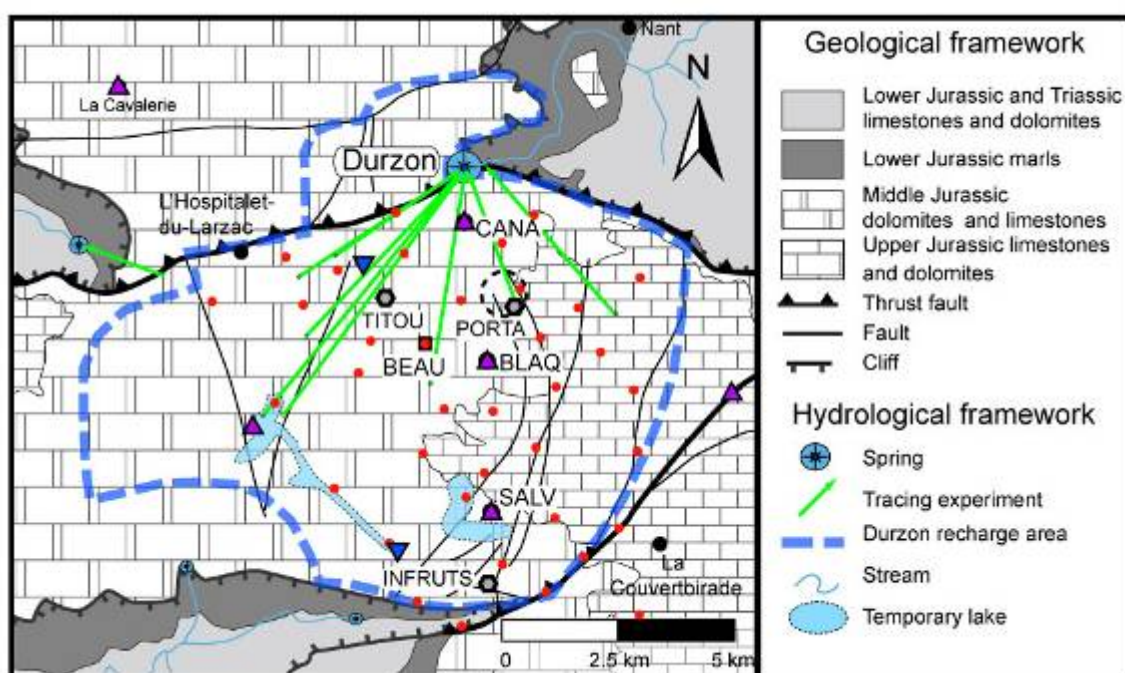 Nant
La Cavalerie
N
Durzon
L'Hospitalet-
du-Larzac
CANA
TITOU
PORTA
BEAU
BLAQ
SALV
INFRUTS
La
Couvertbirade
0
2.5 km
5 km
Geological framework
Lower Jurassic and Triassic
limestones and dolomites
Lower Jurassic marls
Middle Jurassic
dolomites and limestones
Upper Jurassic limestones
and dolomites
Thrust fault
Fault
Cliff
Hydrological framework
Spring
Tracing experiment
Durzon recharge area
Stream
Temporary lake